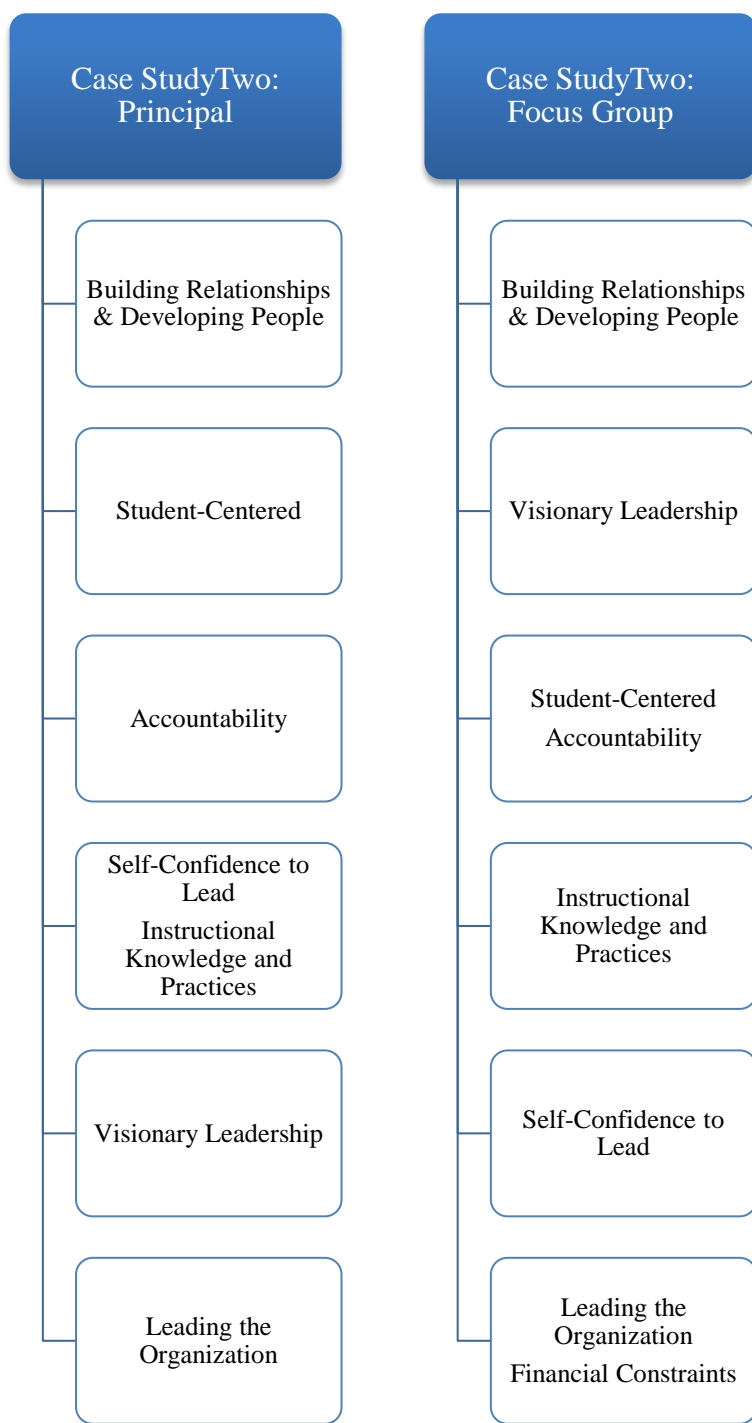 Case StudyTwo:
Principal
Building Relationships
& Developing People
Student-Centered
Accountability
Self-Confidence to
Lead
Instructional
Knowledge and
Practices
Visionary Leadership
Leading the
Organization
Case StudyTwo:
Focus Group
Building Relationships
& Developing People
Visionary Leadership
Student-Centered
Accountability
Instructional
Knowledge and
Practices
Self-Confidence to
Lead
Leading the
Organization
Financial Constraints